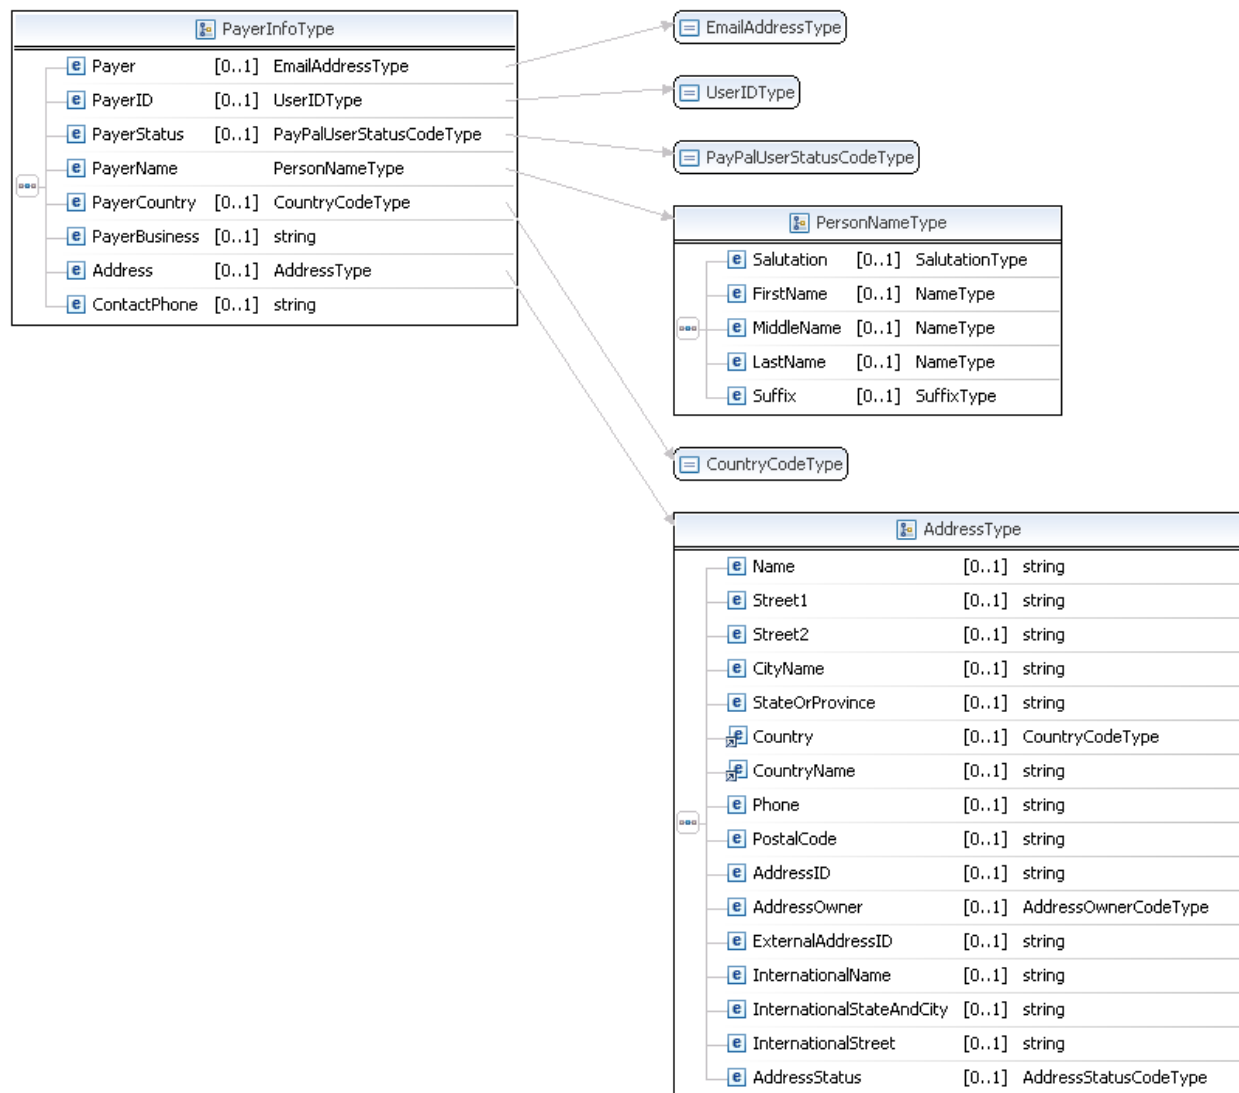 PayerInfoType
e Payer [0..1] EmailAddressType
e PayerID [0..1] UserIDType
e PayerStatus [0..1] PayPalUserStatusCodeType
e PayerName PersonNameType
e PayerCountry [0..1] CountryCodeType
e PayerBusiness [0..1] string
e Address [0..1] AddressType
e ContactPhone [0..1] string
EmailAddressType
UserIDType
PayPalUserStatusCodeType
PersonNameType
e Salutation [0..1] SalutationType
e FirstName [0..1] NameType
e MiddleName [0..1] NameType
e LastName [0..1] NameType
e Suffix [0..1] SuffixType
CountryCodeType
AddressType
e Name [0..1] string
e Street1 [0..1] string
e Street2 [0..1] string
e CityName [0..1] string
e StateOrProvince [0..1] string
e Country [0..1] CountryCodeType
e CountryName [0..1] string
e Phone [0..1] string
e PostalCode [0..1] string
e AddressID [0..1] string
e AddressOwner [0..1] AddressOwnerCodeType
e ExternalAddressID [0..1] string
e InternationalName [0..1] string
e InternationalStateAndCity [0..1] string
e InternationalStreet [0..1] string
e AddressStatus [0..1] AddressStatusCodeType